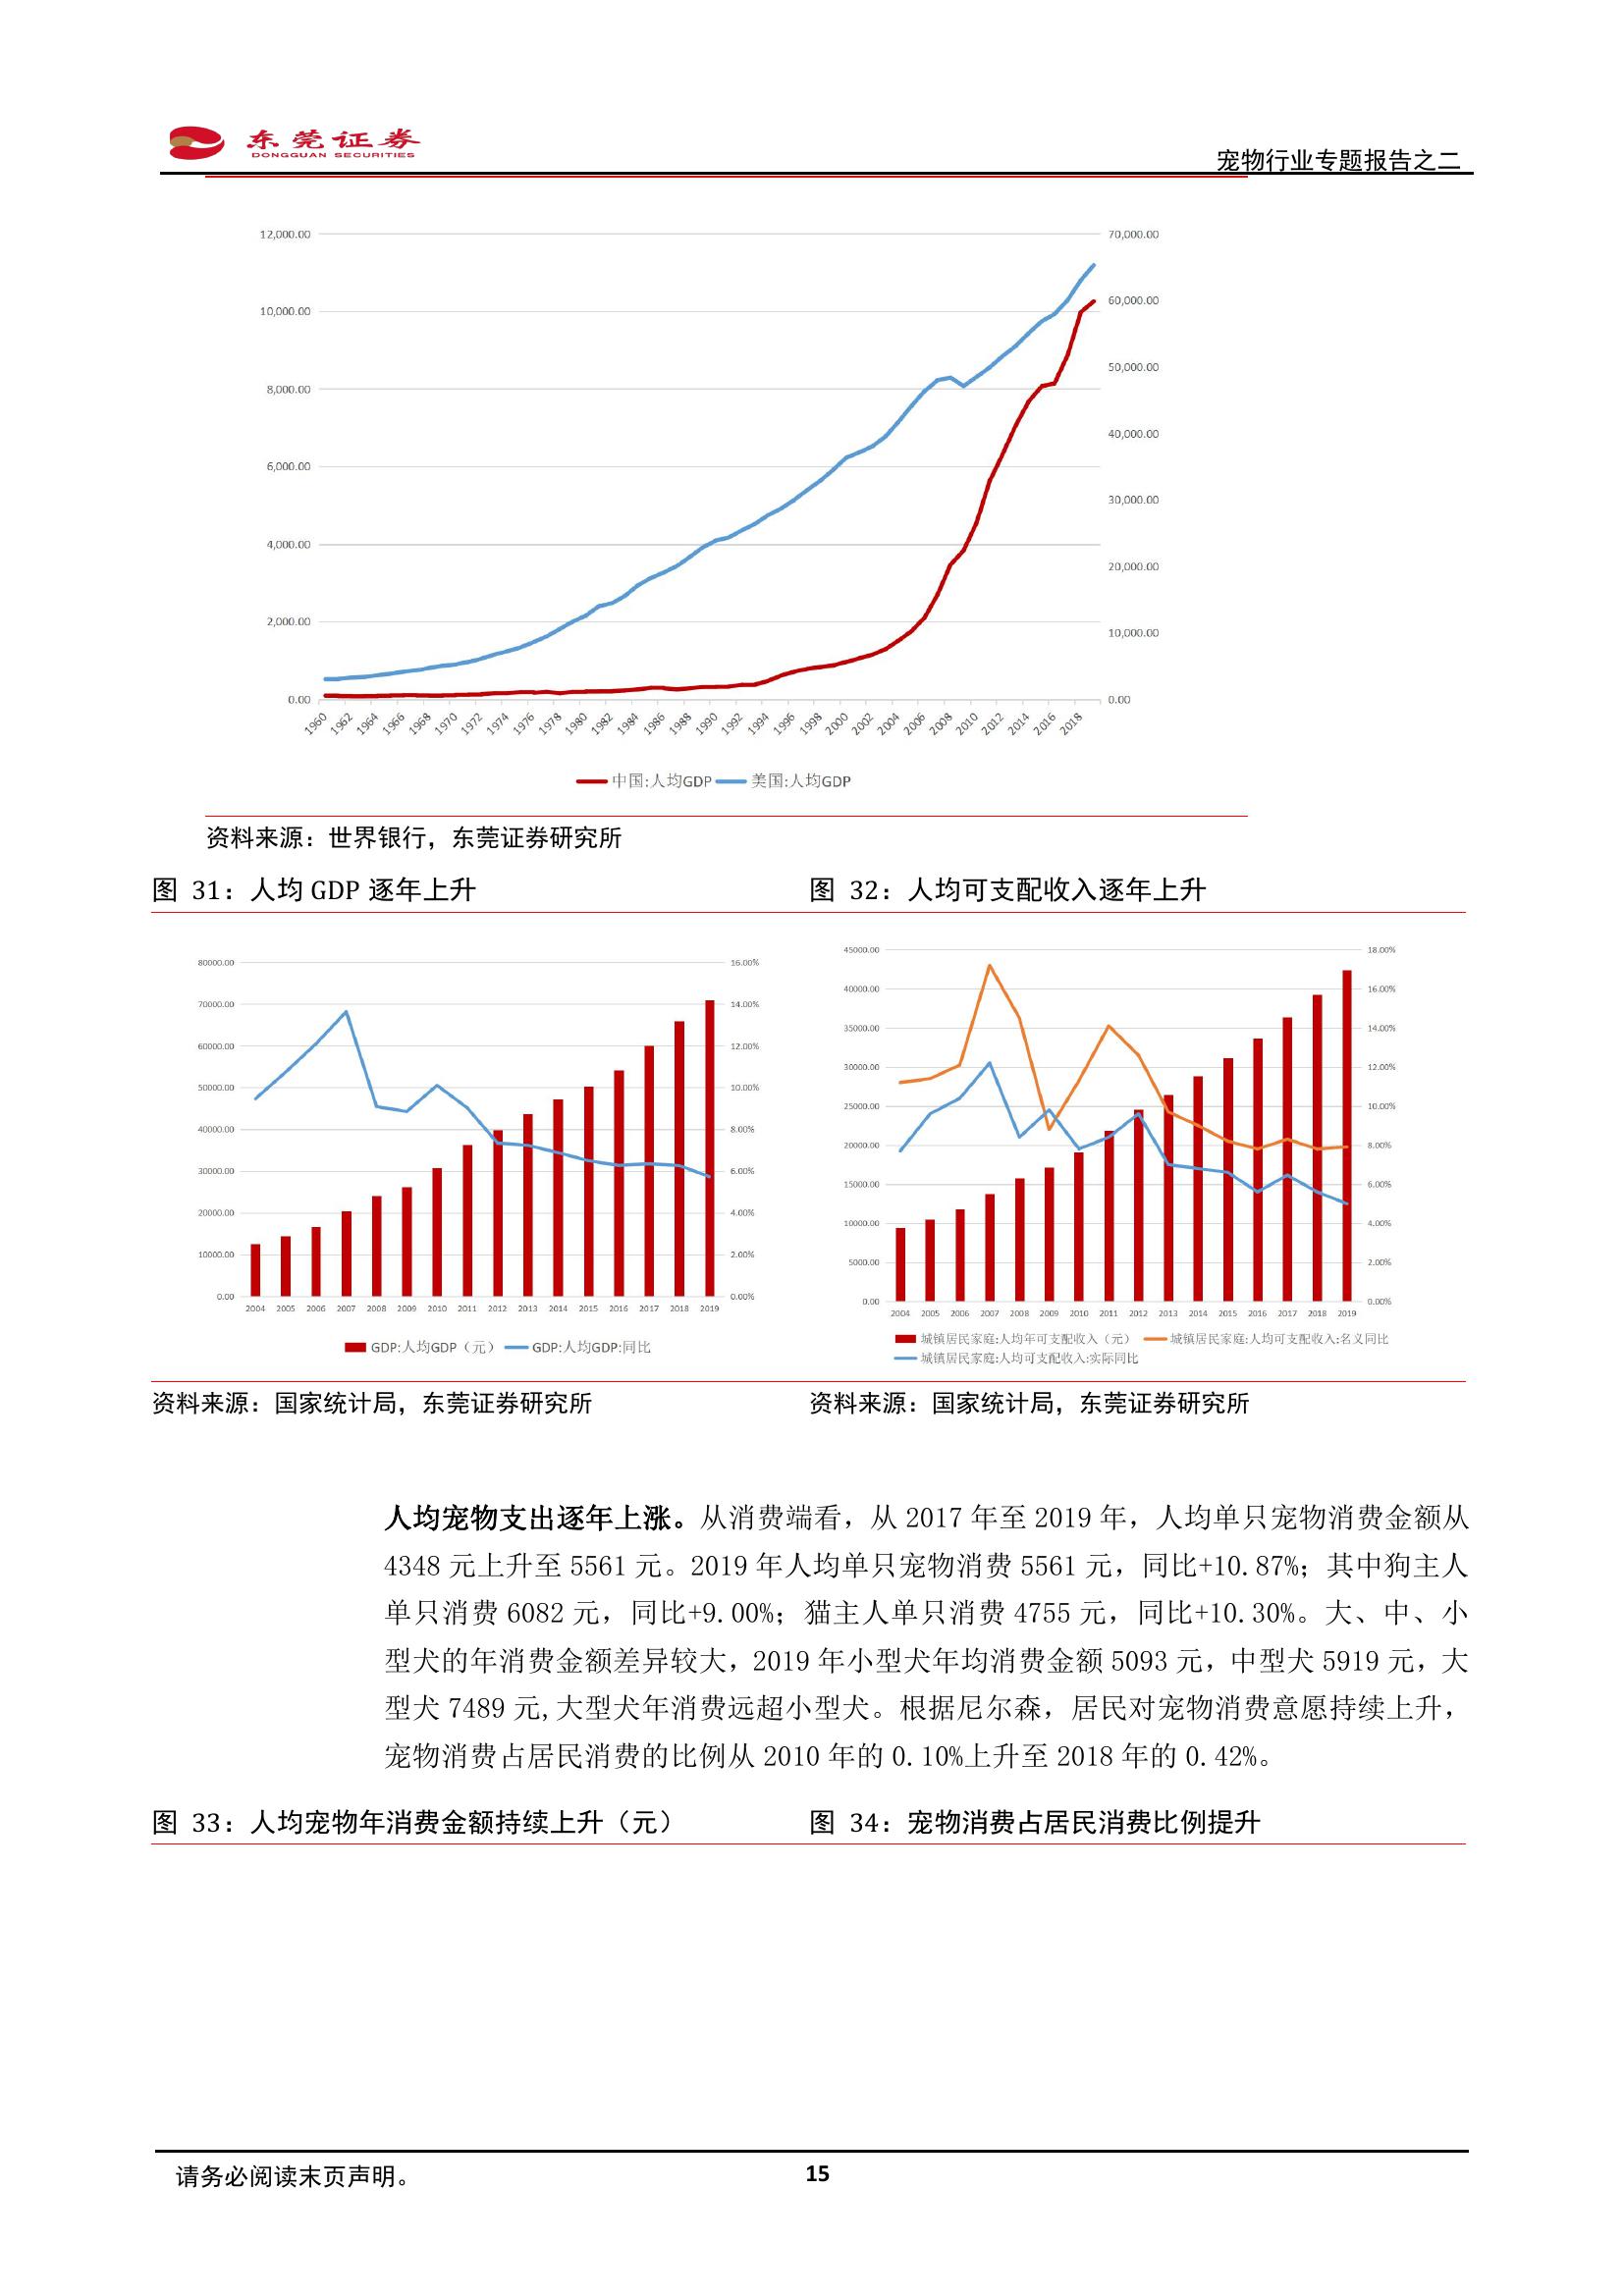 东莞证券
DONGGUAN SECURITIES
宠物行业专题报告之二
12,000.00
10,000.00
8,000.00
6,000.00
4,000.00
2,000.00
0.00
70,000.00
60,000.00
50,000.00
40,000.00
30,000.00
20,000.00
10,000.00
0.00
1960 1962 1964 1966 1968 1970 1972 1974 1976 1978 1980 1982 1984 1986 1988 1990 1992 1994 1996 1998 2000 2002 2004 2006 2008 2010 2012 2014 2016 2018
中国:人均GDP 美国:人均GDP
资料来源：世界银行，东莞证券研究所
图 31：人均 GDP 逐年上升
80000.00
70000.00
60000.00
50000.00
40000.00
30000.00
20000.00
10000.00
0.00
16.00%
14.00%
12.00%
10.00%
8.00%
6.00%
4.00%
2.00%
0.00%
2004 2005 2006 2007 2008 2009 2010 2011 2012 2013 2014 2015 2016 2017 2018 2019
GDP:人均GDP（元） GDP:人均GDP:同比
资料来源：国家统计局，东莞证券研究所
图 32：人均可支配收入逐年上升
45000.00
40000.00
35000.00
30000.00
25000.00
20000.00
15000.00
10000.00
5000.00
0.00
18.00%
16.00%
14.00%
12.00%
10.00%
8.00%
6.00%
4.00%
2.00%
0.00%
2004 2005 2006 2007 2008 2009 2010 2011 2012 2013 2014 2015 2016 2017 2018 2019
城镇居民家庭:人均年可支配收入（元） 城镇居民家庭:人均可支配收入:名义同比
城镇居民家庭:人均可支配收入:实际同比
资料来源：国家统计局，东莞证券研究所
人均宠物支出逐年上涨。从消费端看，从 2017 年至 2019 年，人均单只宠物消费金额从
4348 元上升至 5561 元。2019 年人均单只宠物消费 5561 元，同比+10.87%；其中狗主人
单只消费 6082 元，同比+9.00%；猫主人单只消费 4755 元，同比+10.30%。大、中、小
型犬的年消费金额差异较大，2019 年小型犬年均消费金额 5093 元，中型犬 5919 元，大
型犬 7489 元,大型犬年消费远超小型犬。根据尼尔森，居民对宠物消费意愿持续上升，
宠物消费占居民消费的比例从 2010 年的 0.10%上升至 2018 年的 0.42%。
图 33：人均宠物年消费金额持续上升（元）
图 34：宠物消费占居民消费比例提升
请务必阅读末页声明。
15